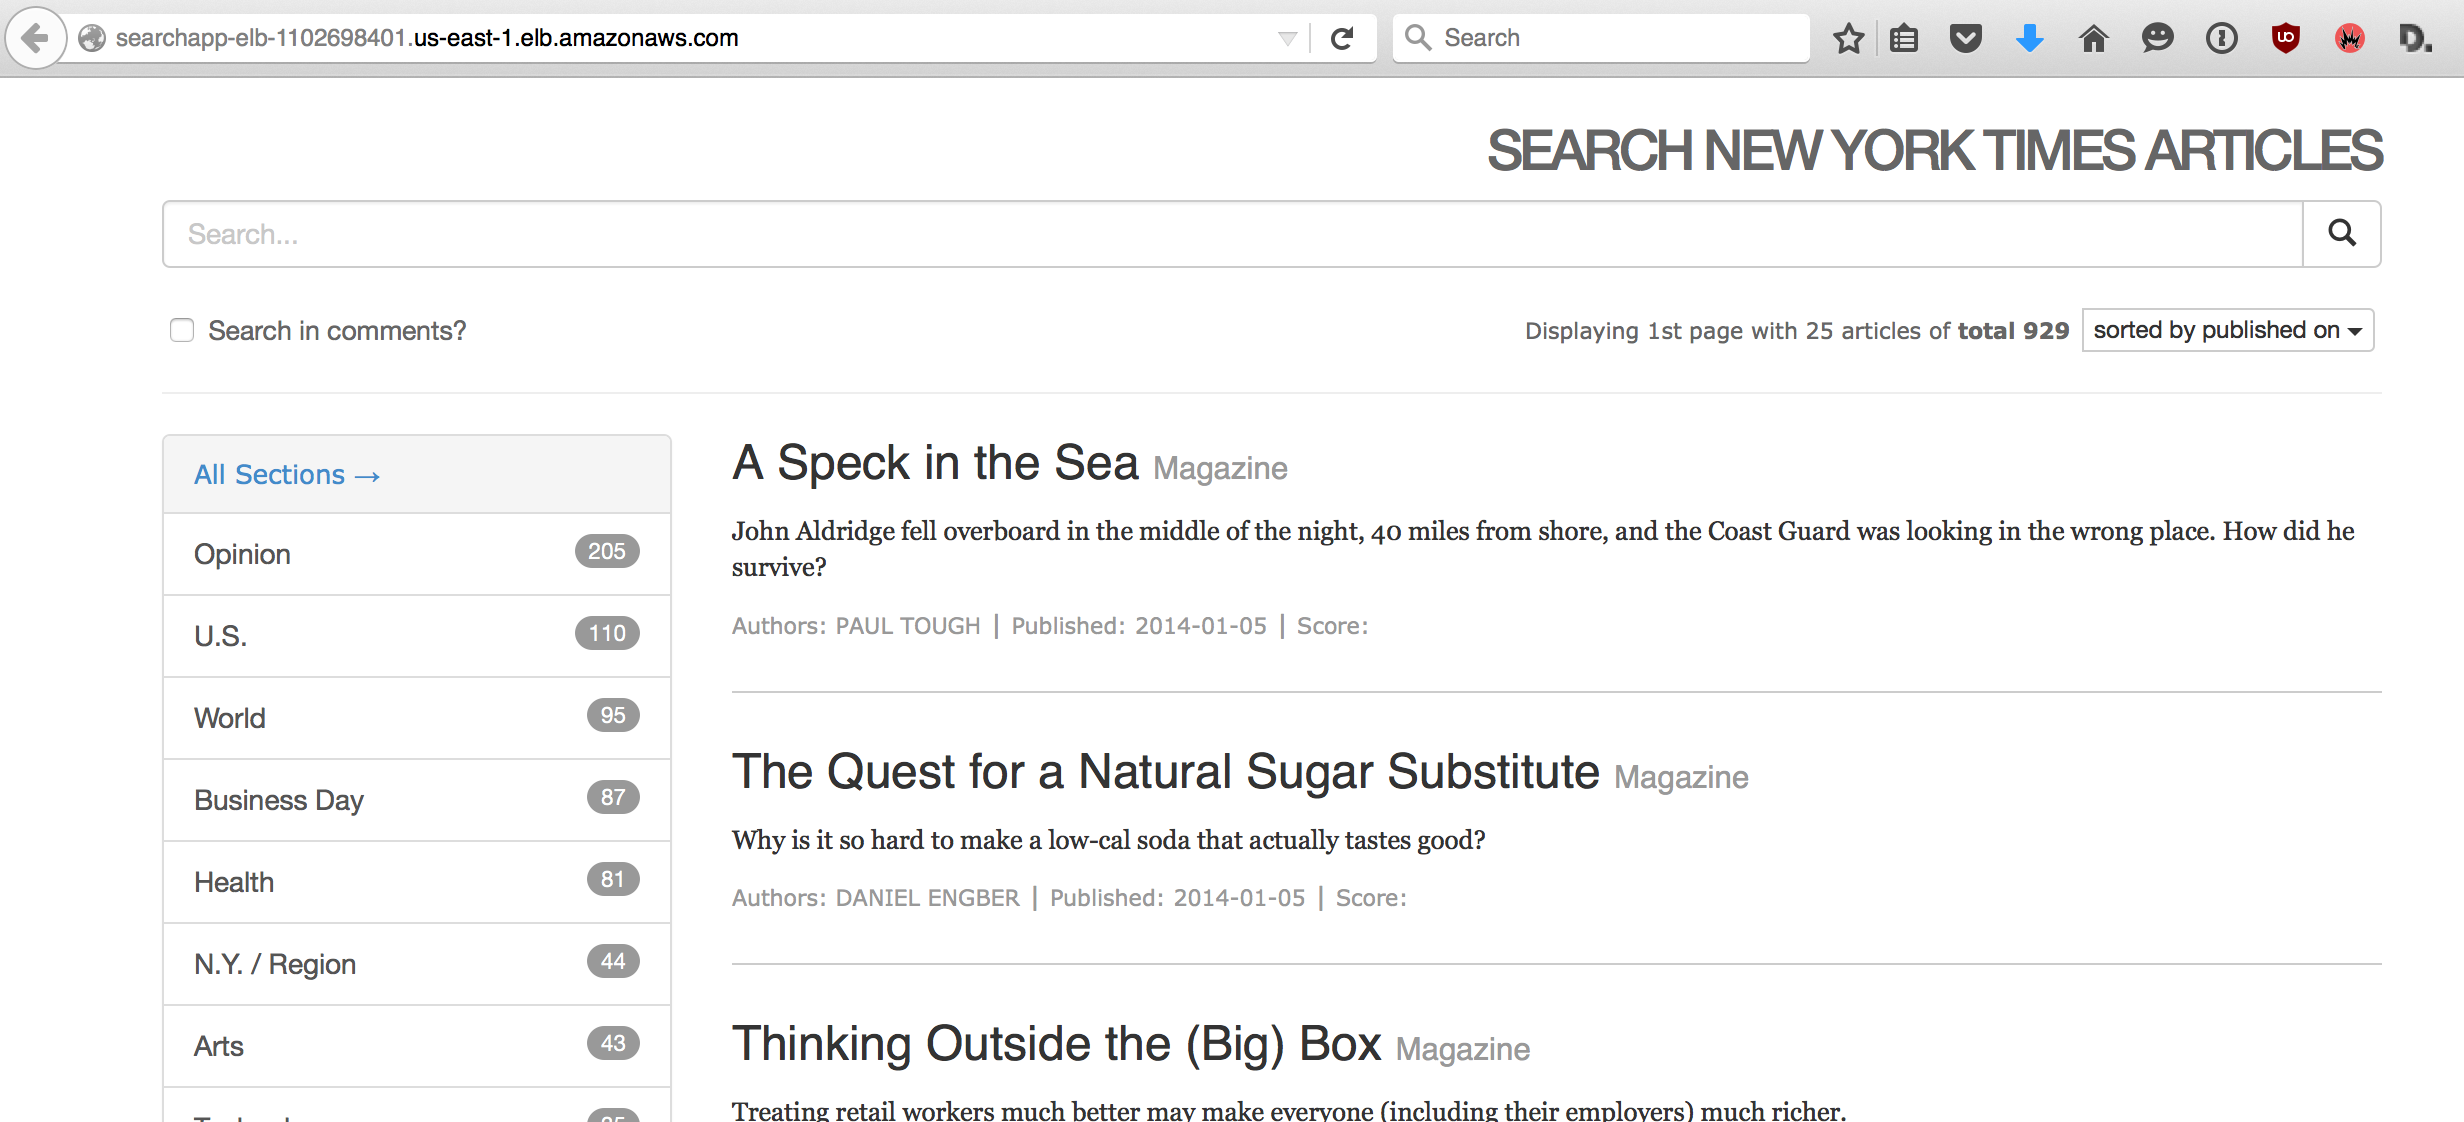 searchapp-elb-1102698401.us-east-1.elb.amazonaws.com
Search
SEARCH NEW YORK TIMES ARTICLES
Search...
Search in comments?
Displaying 1st page with 25 articles of total 929
sorted by published on
All Sections →
Opinion 205
U.S. 110
World 95
Business Day 87
Health 81
N.Y. / Region 44
Arts 43
A Speck in the Sea Magazine
John Aldridge fell overboard in the middle of the night, 40 miles from shore, and the Coast Guard was looking in the wrong place. How did he
survive?
Authors: PAUL TOUGH | Published: 2014-01-05 | Score:
The Quest for a Natural Sugar Substitute Magazine
Why is it so hard to make a low-cal soda that actually tastes good?
Authors: DANIEL ENGBER | Published: 2014-01-05 | Score:
Thinking Outside the (Big) Box Magazine
Treating retail workers much better may make everyone (including their employers) much richer.